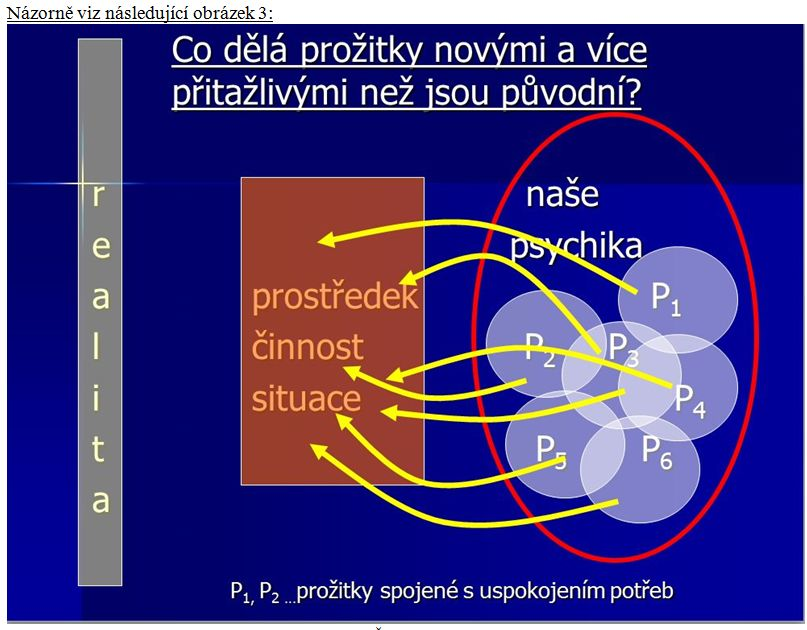 Názorně viz následující obrázek 3:
Co dělá prožitky novými a více
přitažlivými než jsou původní?
realita
prostředek
činnost
situace
naše
psychika
P1
P2
P3
P4
P5
P6
P1, P2 ...prožitky spojené s uspokojením potřeb